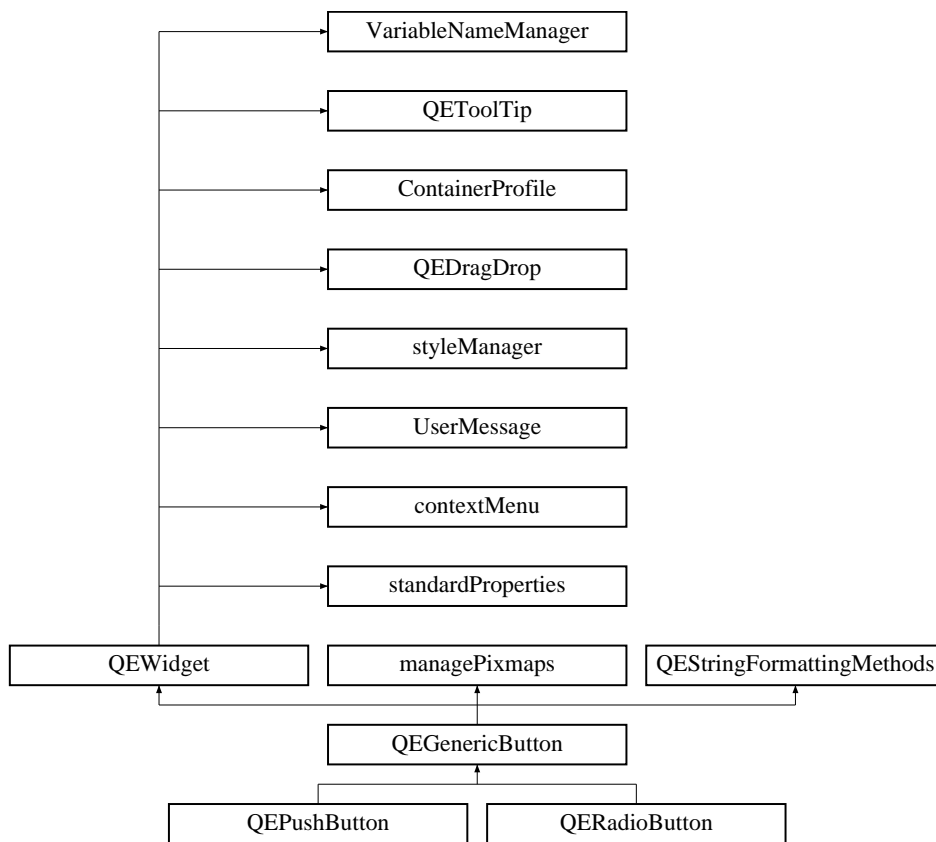 VariableNameManager
QEToolTip
ContainerProfile
QEDragDrop
styleManager
UserMessage
contextMenu
standardProperties
QEWidget
managePixmaps
QEStringFormattingMethods
QEGenericButton
QEPushButton
QERadioButton